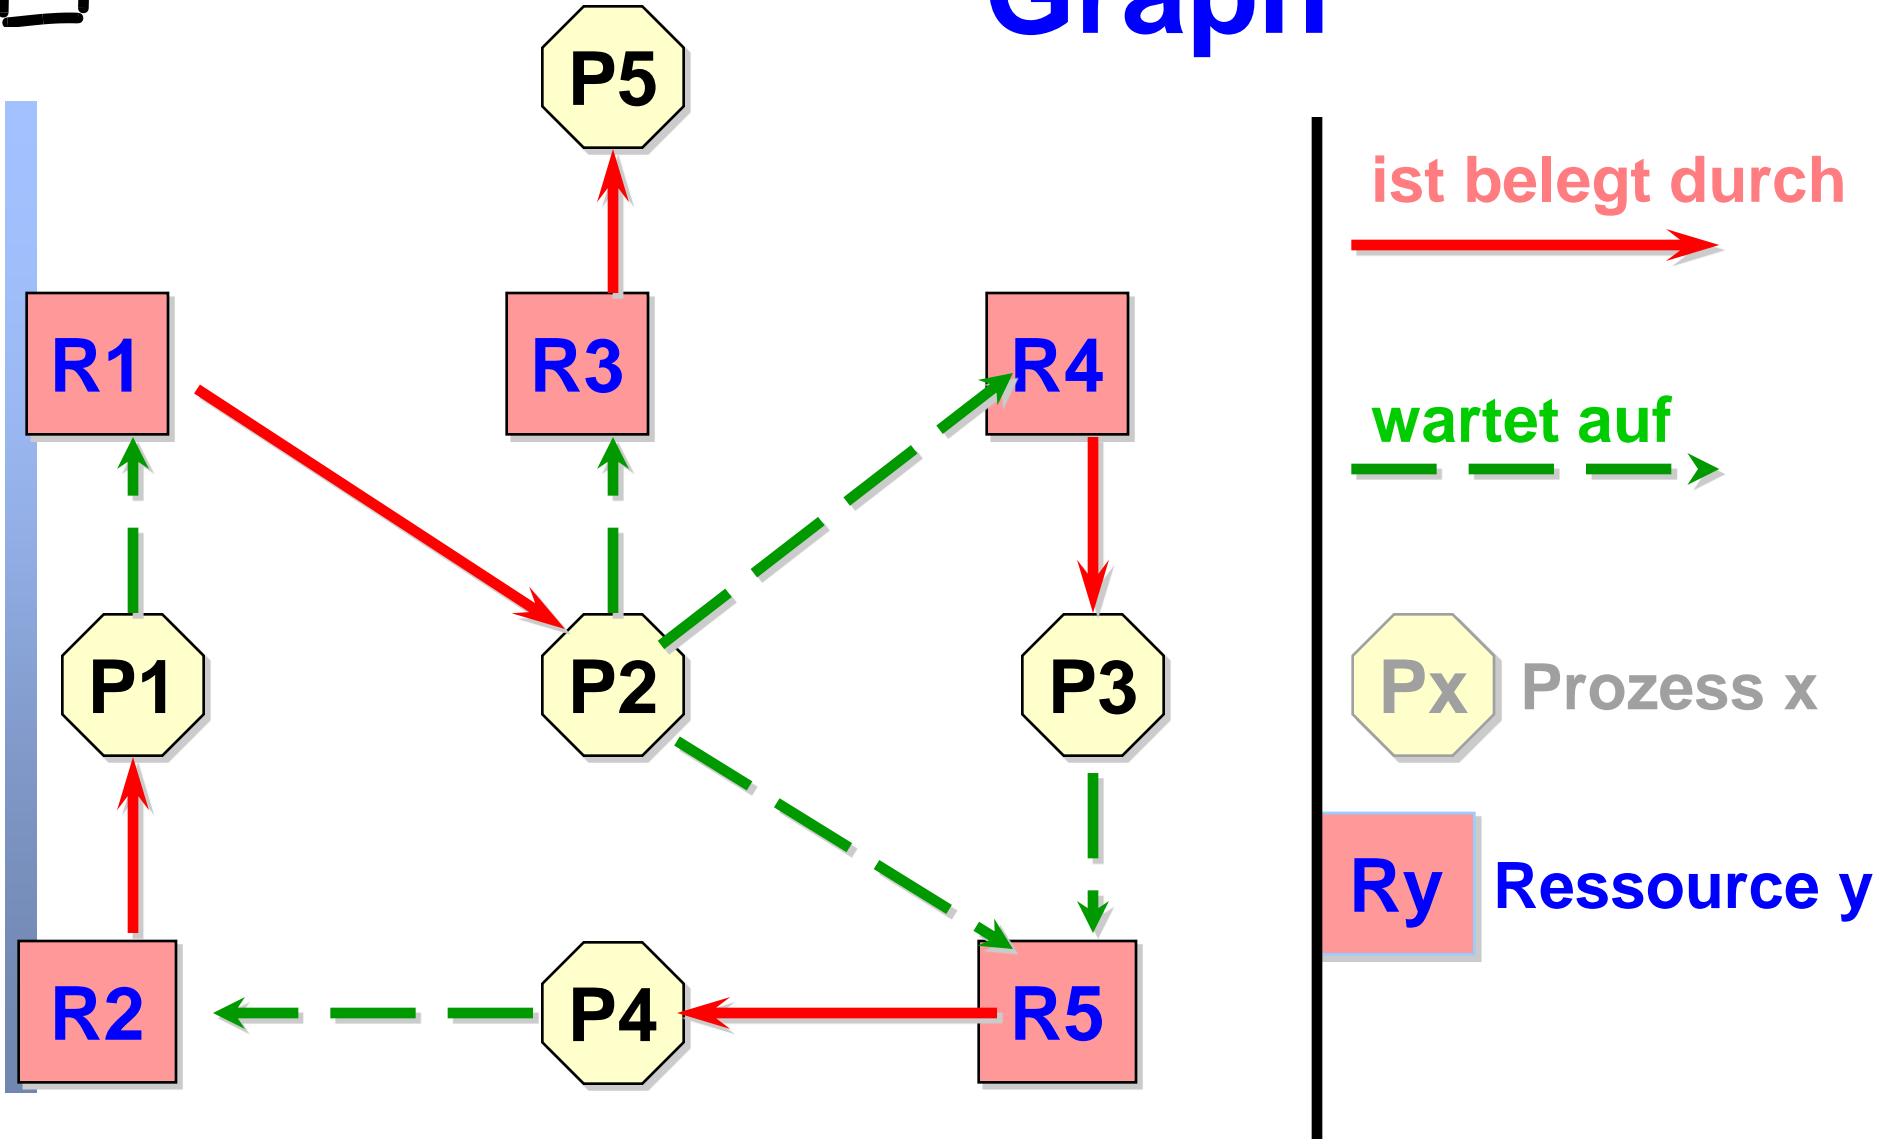 Graph
P5
ist belegt durch
R1
R3
R4
wartet auf
P1
P2
P3
Px
Prozess x
Ry
Ressource y
R2
P4
R5